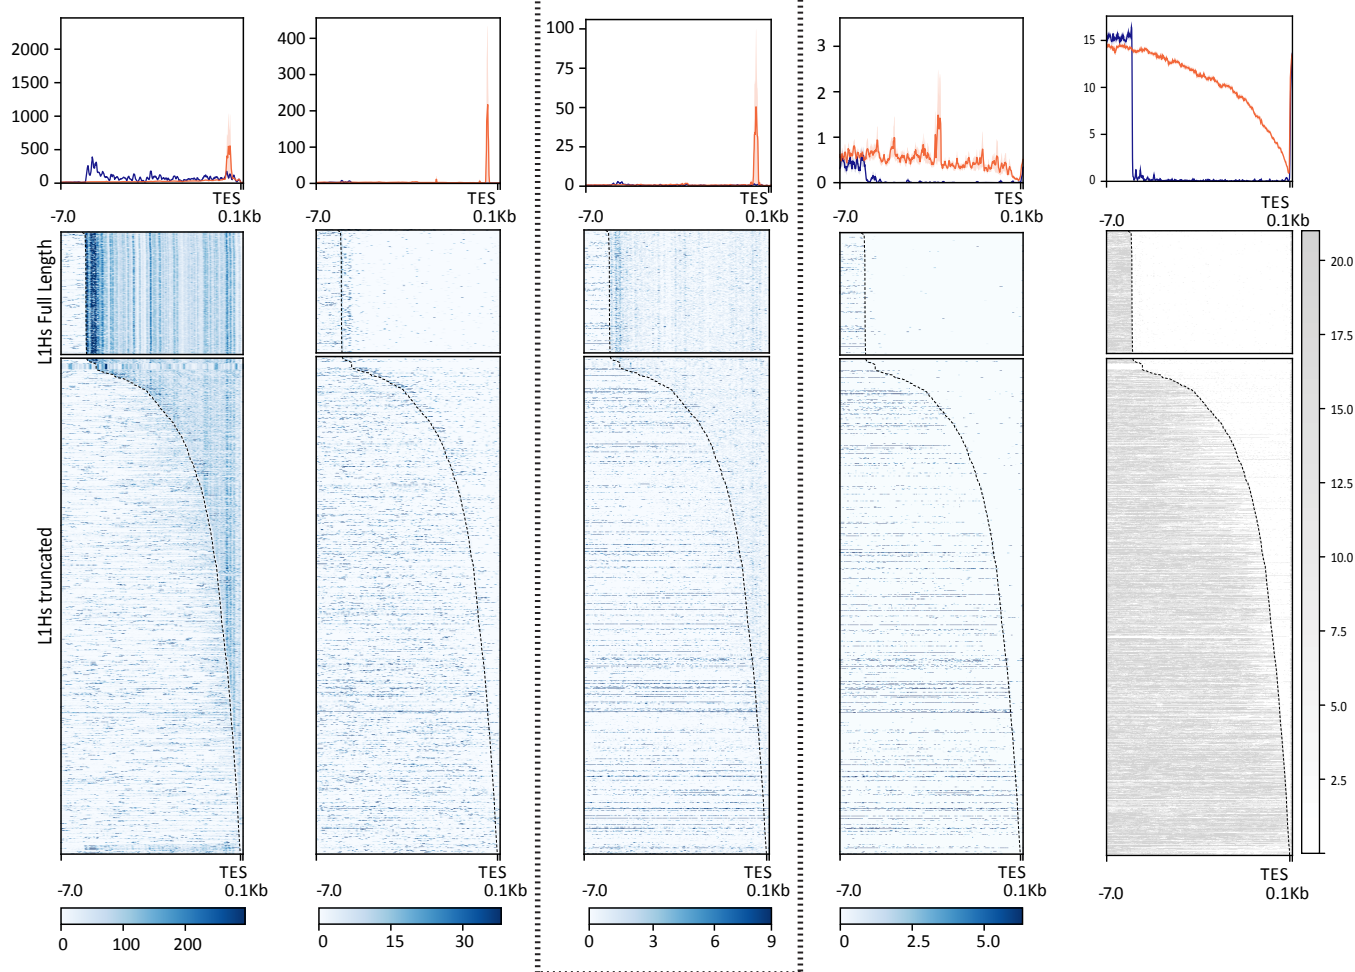 2000
1500
1000
500
0
-7.0
TES
0.1Kb
400
300
200
100
0
-7.0
TES
0.1Kb
100
75
50
25
0
-7.0
TES
0.1Kb
3
2
1
0
-7.0
TES
0.1Kb
15
10
5
0
-7.0
TES
0.1Kb
L1Hs Full Length
L1Hs truncated
20.0
17.5
15.0
12.5
10.0
7.5
5.0
2.5
-7.0
TES
0.1Kb
-7.0
TES
0.1Kb
-7.0
TES
0.1Kb
-7.0
TES
0.1Kb
-7.0
TES
0.1Kb
0 100 200
0 15 30
0 3 6 9
0 2.5 5.0